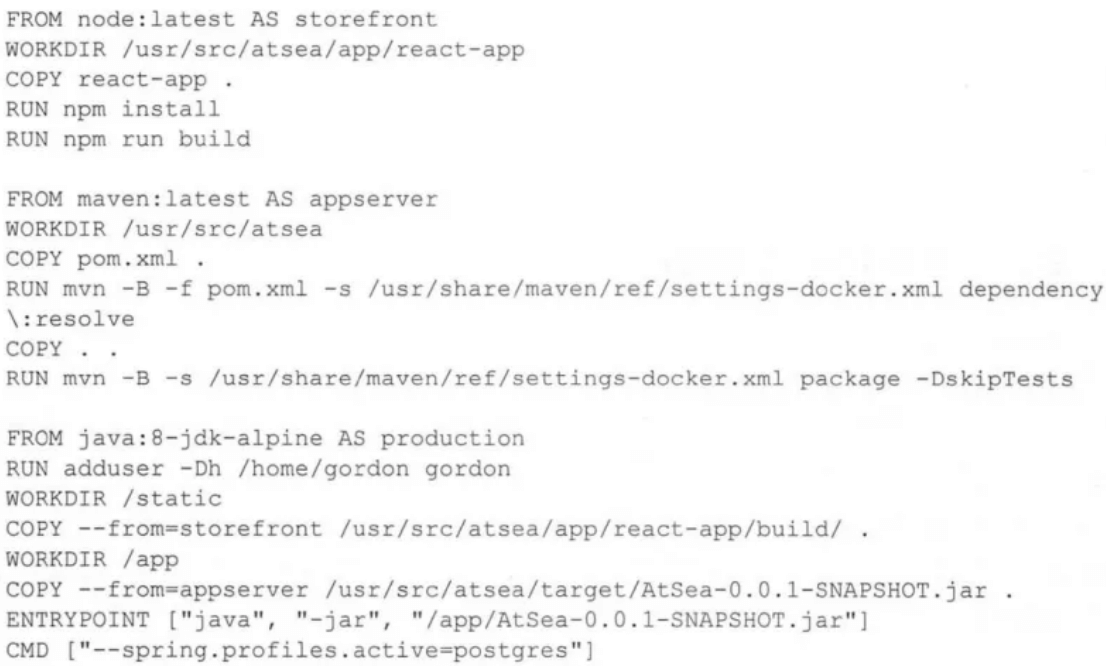 FROM node:latest AS storefront
WORKDIR /usr/src/atsea/app/react-app
COPY react-app .
RUN npm install
RUN npm run build

FROM maven:latest AS appserver
WORKDIR /usr/src/atsea
COPY pom.xml .
RUN mvn -B -f pom.xml -s /usr/share/maven/ref/settings-docker.xml dependency
\:resolve
COPY . .
RUN mvn -B -s /usr/share/maven/ref/settings-docker.xml package -DskipTests

FROM java:8-jdk-alpine AS production
RUN adduser -Dh /home/gordon gordon
WORKDIR /static
COPY --from=storefront /usr/src/atsea/app/react-app/build/ .
WORKDIR /app
COPY --from=appserver /usr/src/atsea/target/AtSea-0.0.1-SNAPSHOT.jar .
ENTRYPOINT ["java", "-jar", "/app/AtSea-0.0.1-SNAPSHOT.jar"]
CMD ["--spring.profiles.active=postgres"]